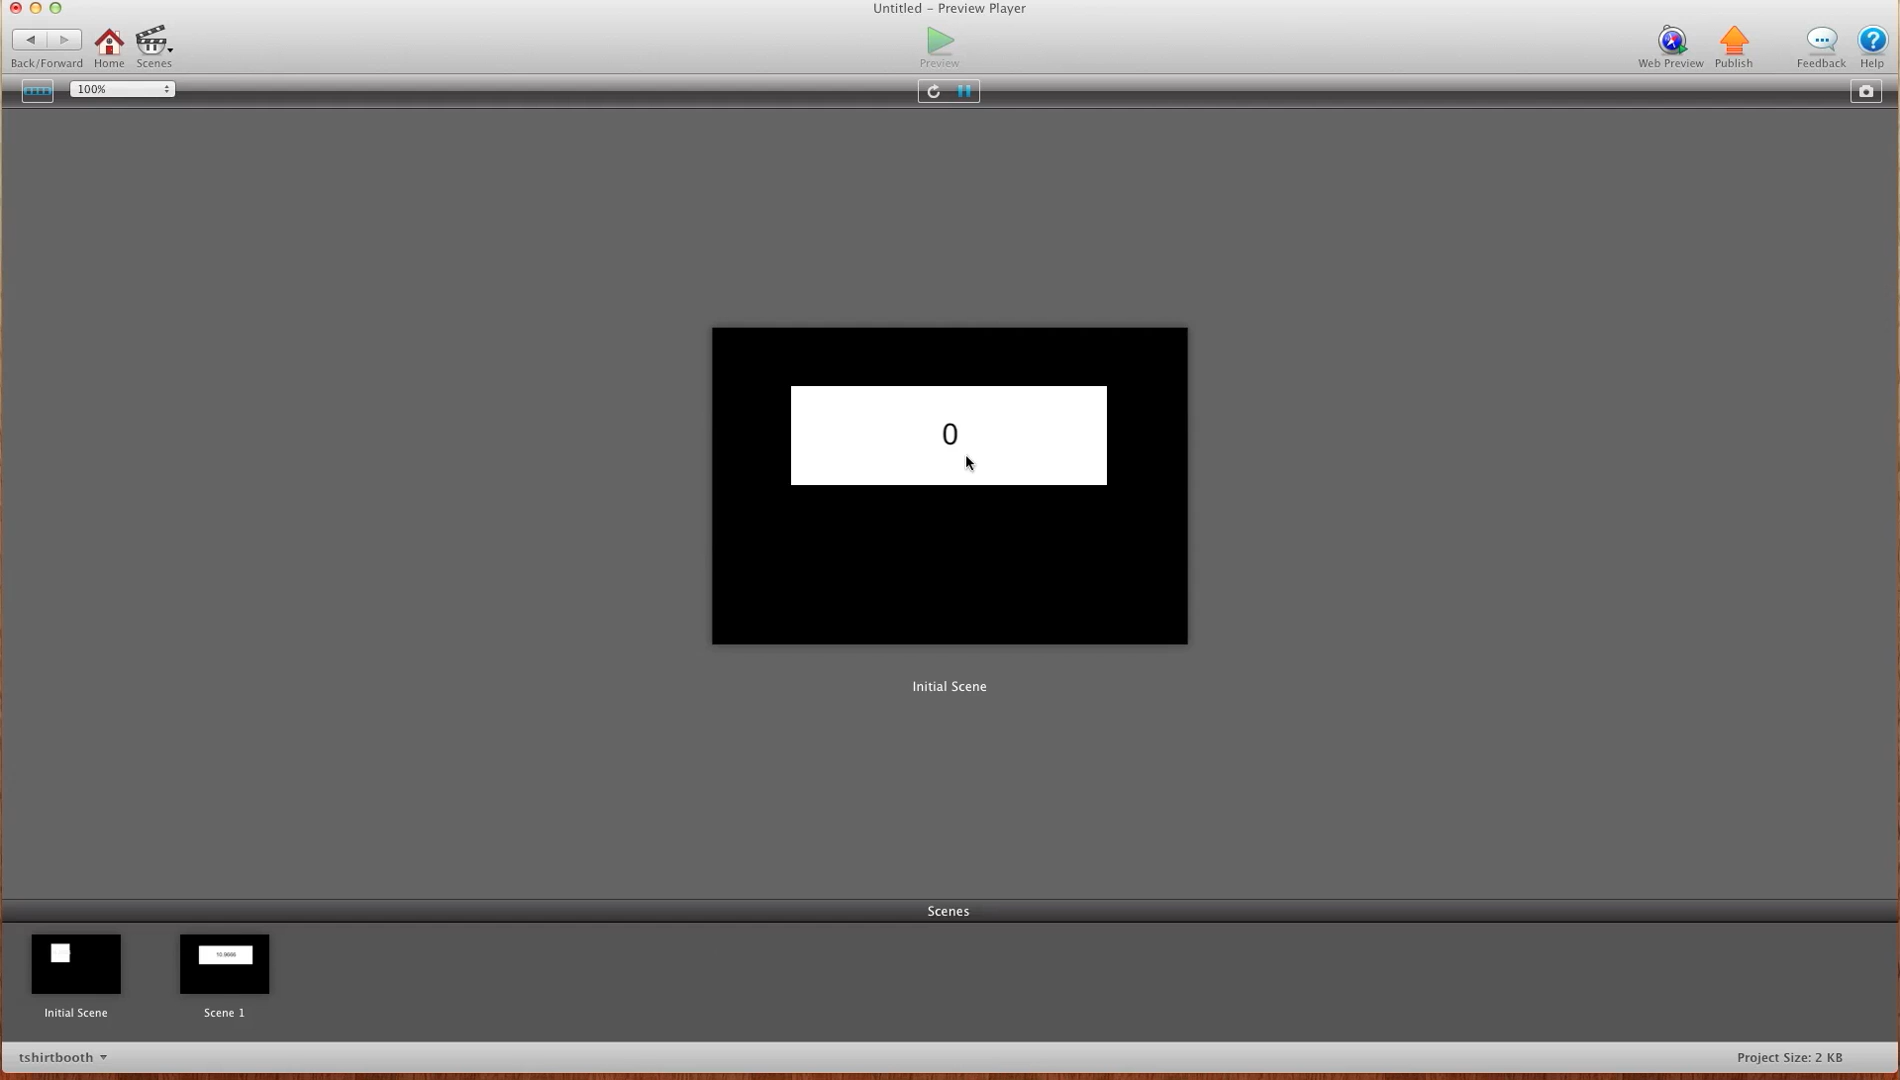 Untitled – Preview Player
Back/Forward
Home
Scenes
Preview
Web Preview
Publish
Feedback
Help
100%
0
Initial Scene
Scenes
Initial Scene
Scene 1
tshirtbooth
Project Size: 2 KB